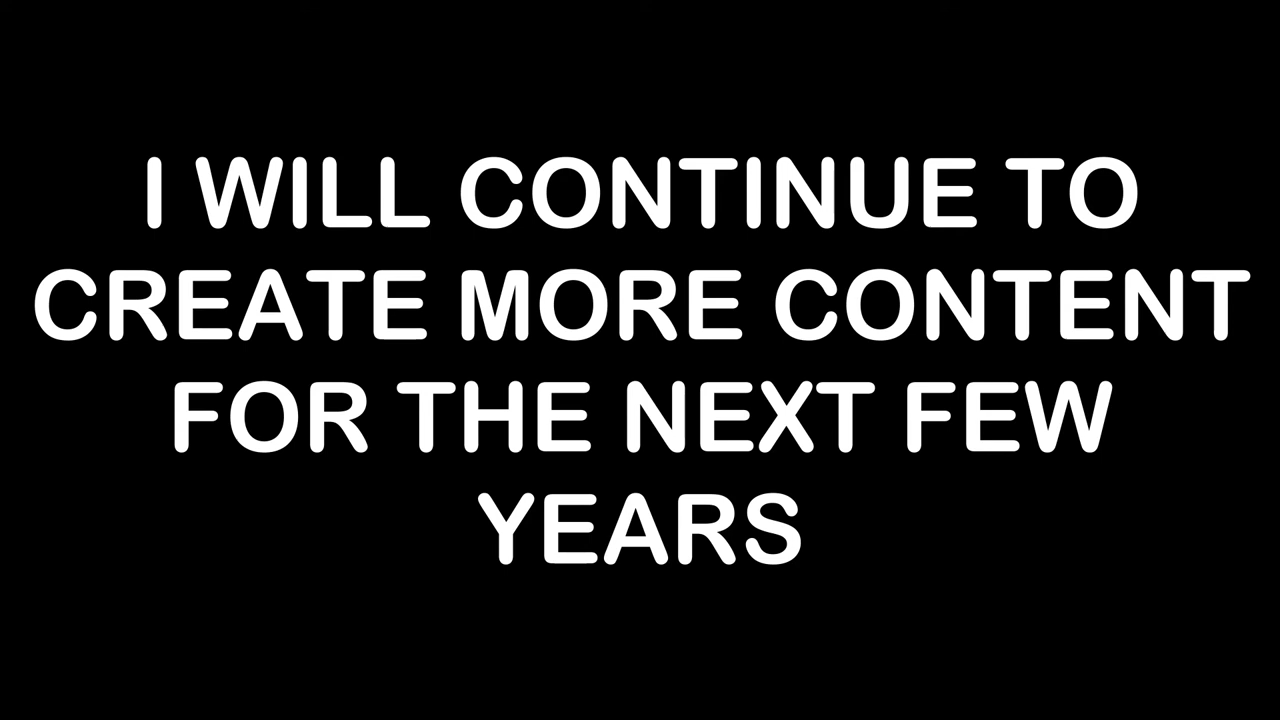 I WILL CONTINUE TO
CREATE MORE CONTENT
FOR THE NEXT FEW
YEARS